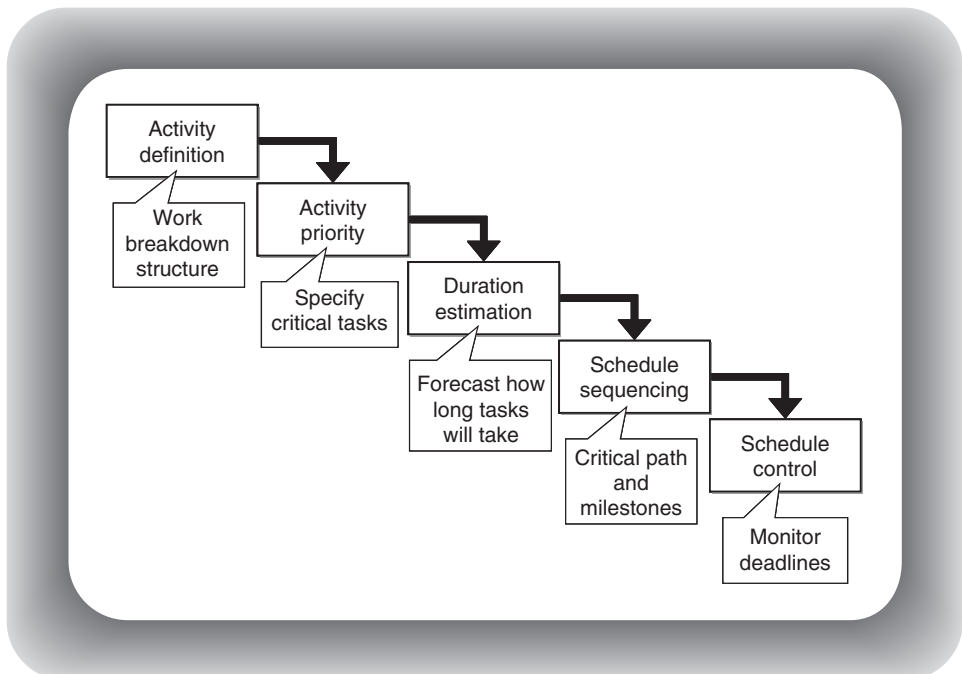 Activity
definition
Work
breakdown
structure
Activity
priority
Specify
critical tasks
Duration
estimation
Forecast how
long tasks
will take
Schedule
sequencing
Critical path
and
milestones
Schedule
control
Monitor
deadlines